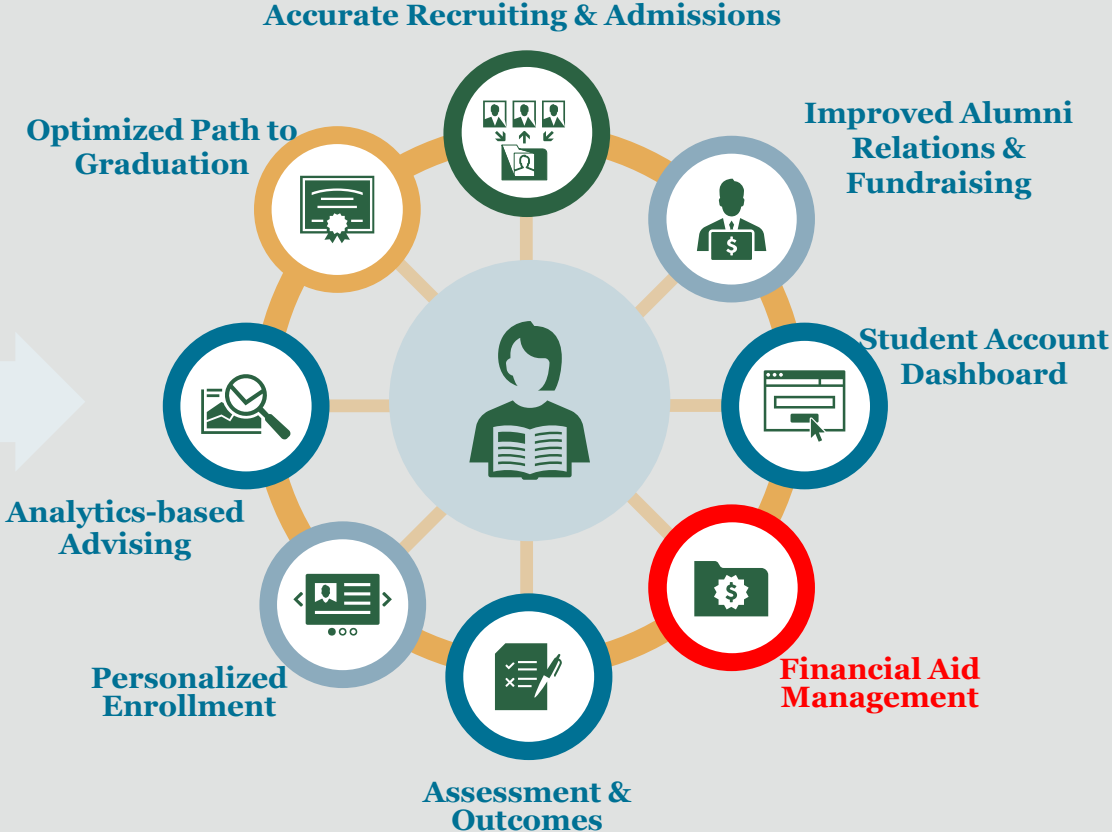 Accurate Recruiting & Admissions
Improved Alumni
Relations &
Fundraising
Optimized Path to
Graduation
$
Student Account
Dashboard
Analytics-based
Advising
$
Financial Aid
Management
Personalized
Enrollment
Assessment &
Outcomes